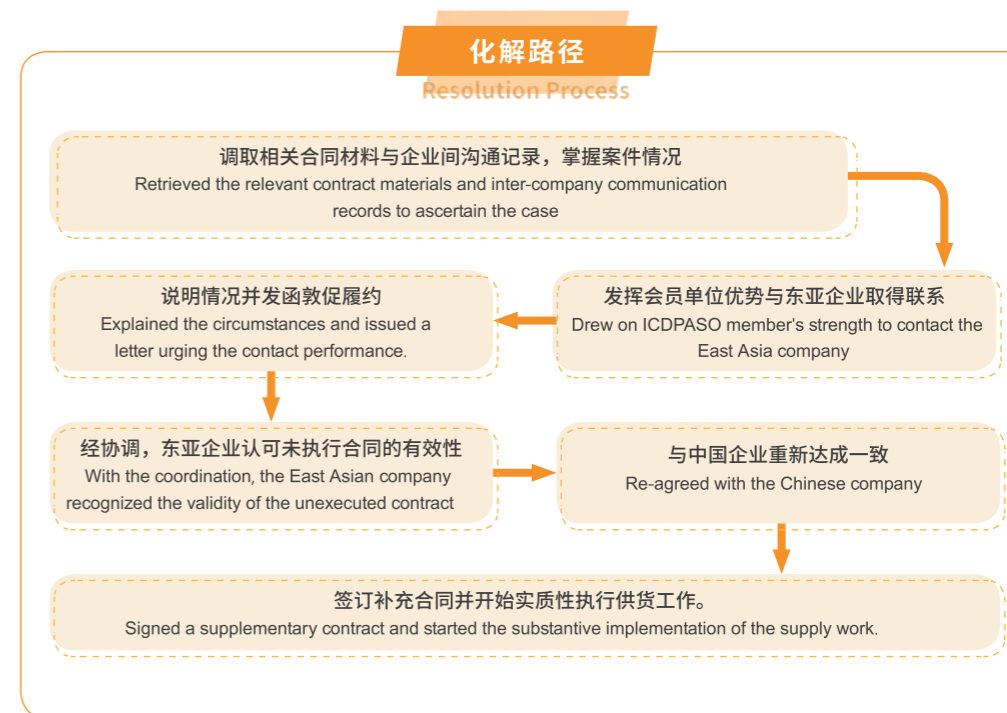 化解路径
Resolution Process
调取相关合同材料与企业间沟通记录，掌握案件情况
Retrieved the relevant contract materials and inter-company communication
records to ascertain the case
发挥会员单位优势与东亚企业取得联系
Drew on ICDPASO member's strength to contact the
East Asia company
说明情况并发函敦促履约
Explained the circumstances and issued a
letter urging the contact performance.
经协调，东亚企业认可未执行合同的有效性
With the coordination, the East Asian company
recognized the validity of the unexecuted contract
与中国企业重新达成一致
Re-agreed with the Chinese company
签订补充合同并开始实质性执行供货工作。
Signed a supplementary contract and started the substantive implementation of the supply work.